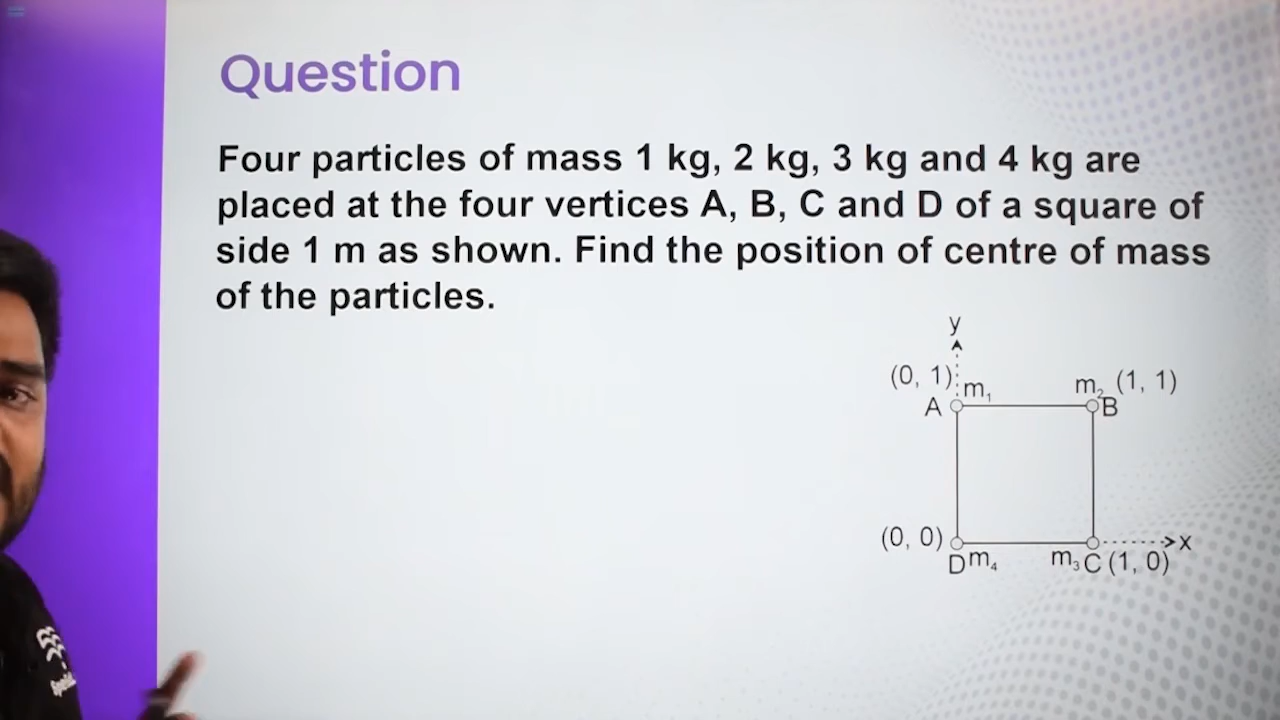 Question
Four particles of mass 1 kg, 2 kg, 3 kg and 4 kg are
placed at the four vertices A, B, C and D of a square of
side 1 m as shown. Find the position of centre of mass
of the particles.
y
(0, 1) m₁ m₂ (1, 1)
A B
(0, 0) x
D m₄ m₃ C (1, 0)